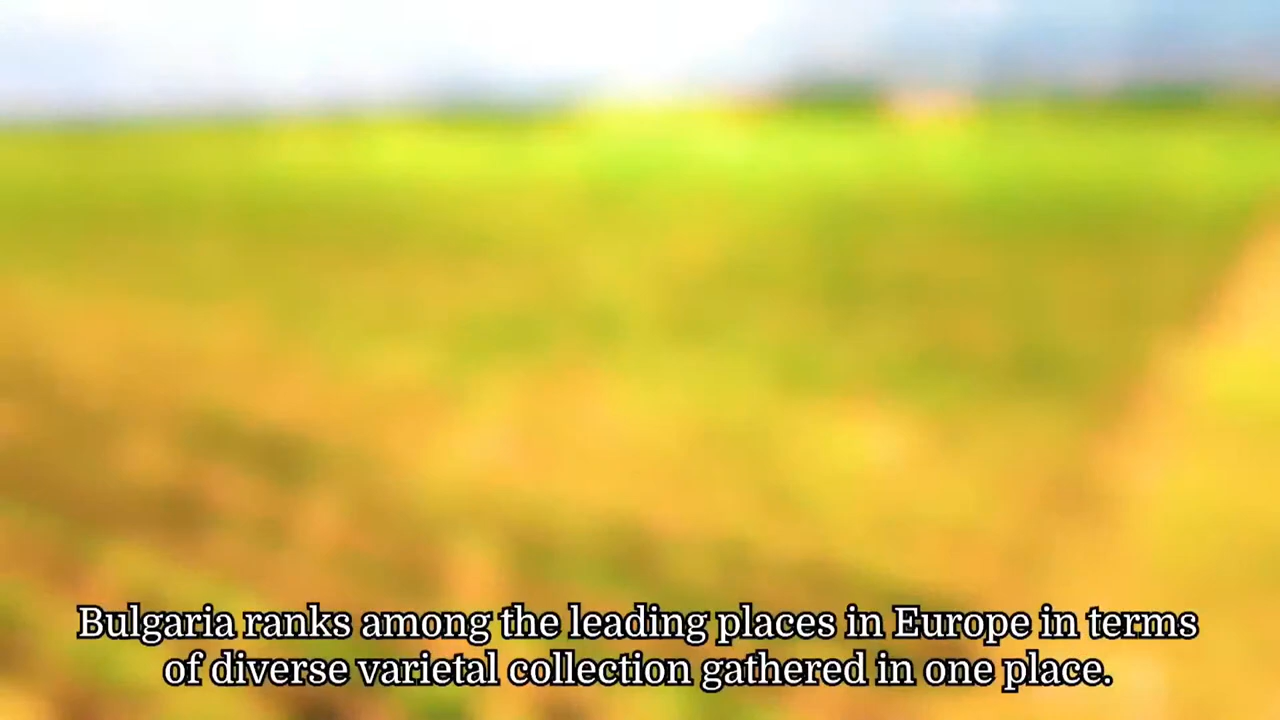 Bulgaria ranks among the leading places in Europe in terms
of diverse varietal collection gathered in one place.